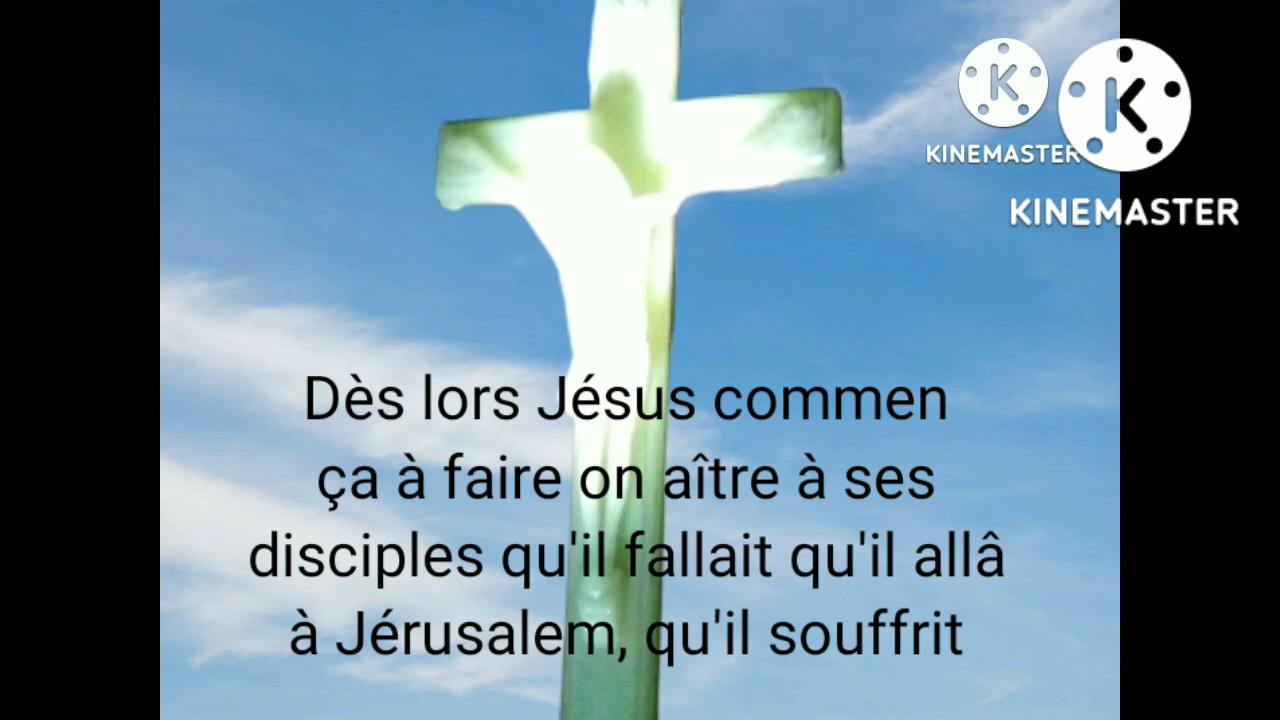 KINEMASTER
KINEMASTER
Dès lors Jésus commen
ça à faire on aître à ses
disciples qu'il fallait qu'il allâ
à Jérusalem, qu'il souffrit